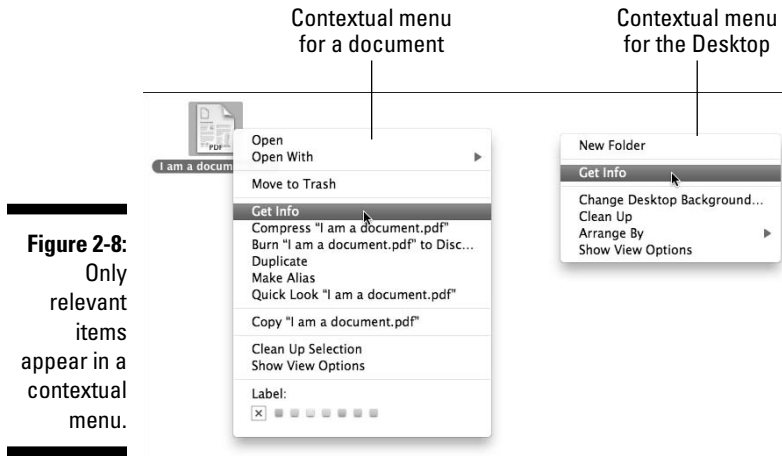 Contextual menu
for a document
Contextual menu
for the Desktop
PDF
I am a docum
Open
Open With
Move to Trash
Get Info
Compress “I am a document.pdf”
Burn “I am a document.pdf” to Disc...
Duplicate
Make Alias
Quick Look “I am a document.pdf”
Copy “I am a document.pdf”
Clean Up Selection
Show View Options
Label:
New Folder
Get Info
Change Desktop Background...
Clean Up
Arrange By
Show View Options
Figure 2-8:
Only
relevant
items
appear in a
contextual
menu.